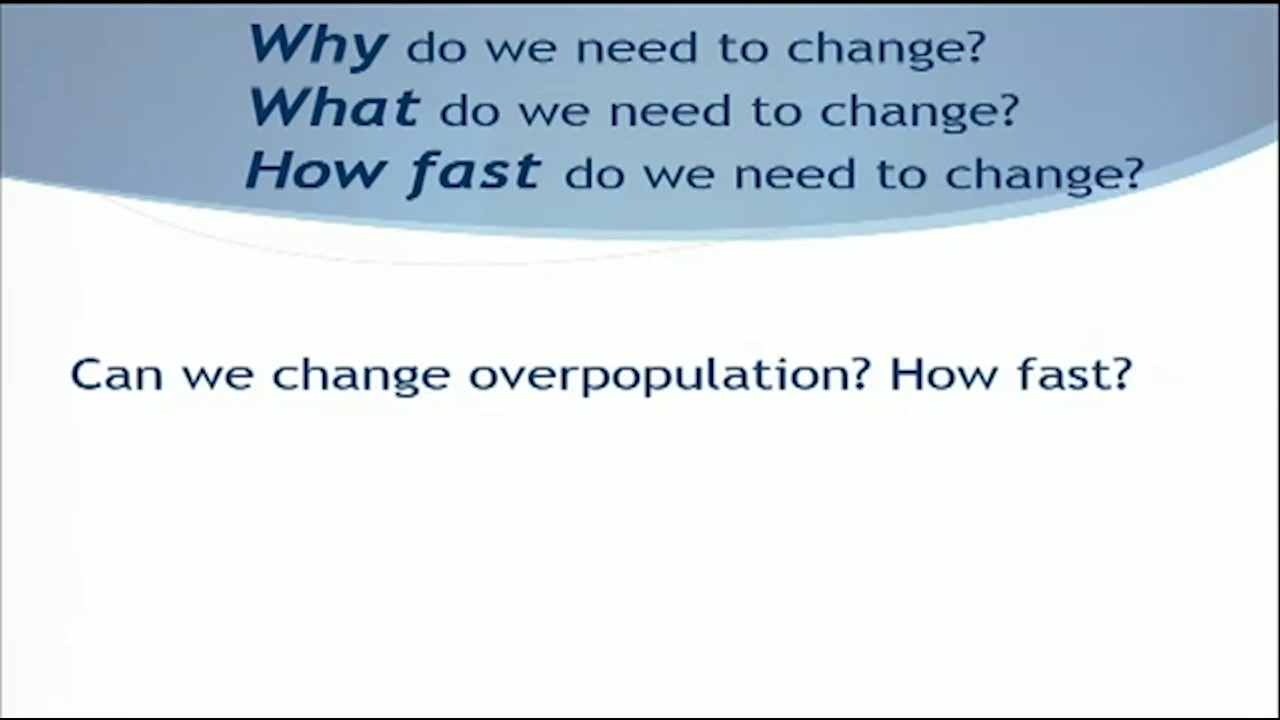 Why do we need to change?
What do we need to change?
How fast do we need to change?
Can we change overpopulation? How fast?